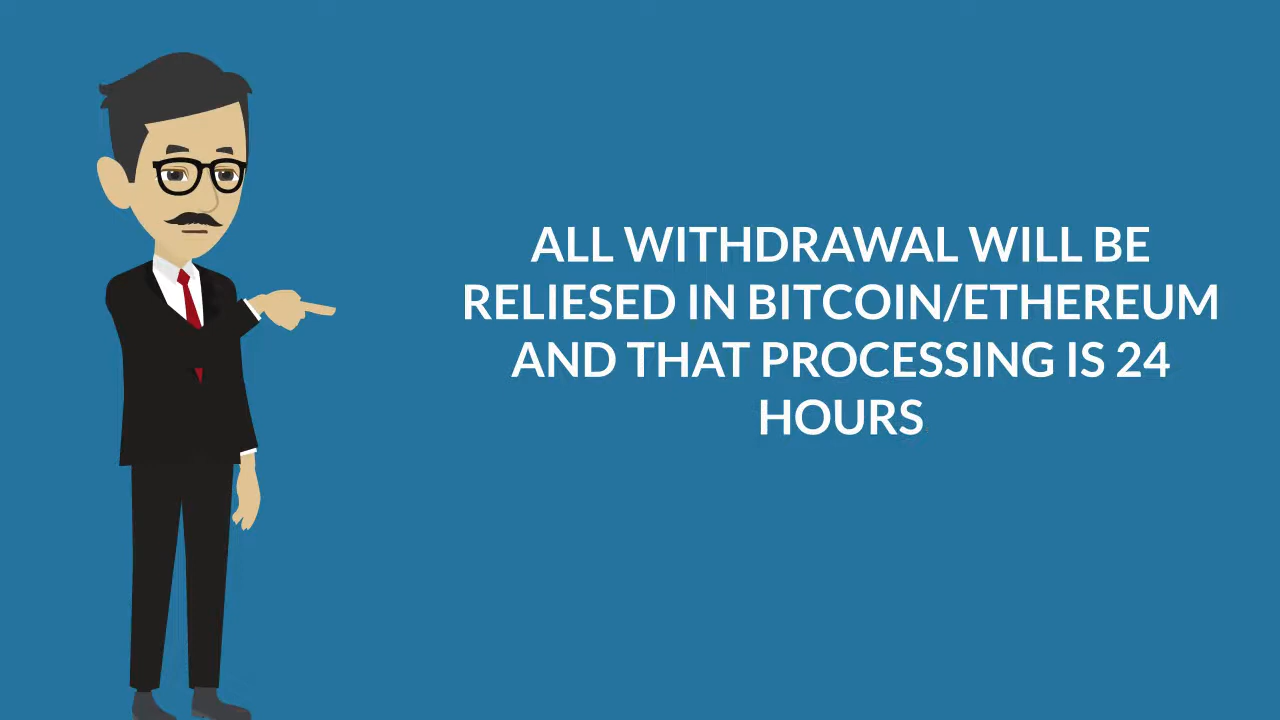 ALL WITHDRAWAL WILL BE
RELIESED IN BITCOIN/ETHEREUM
AND THAT PROCESSING IS 24
HOURS